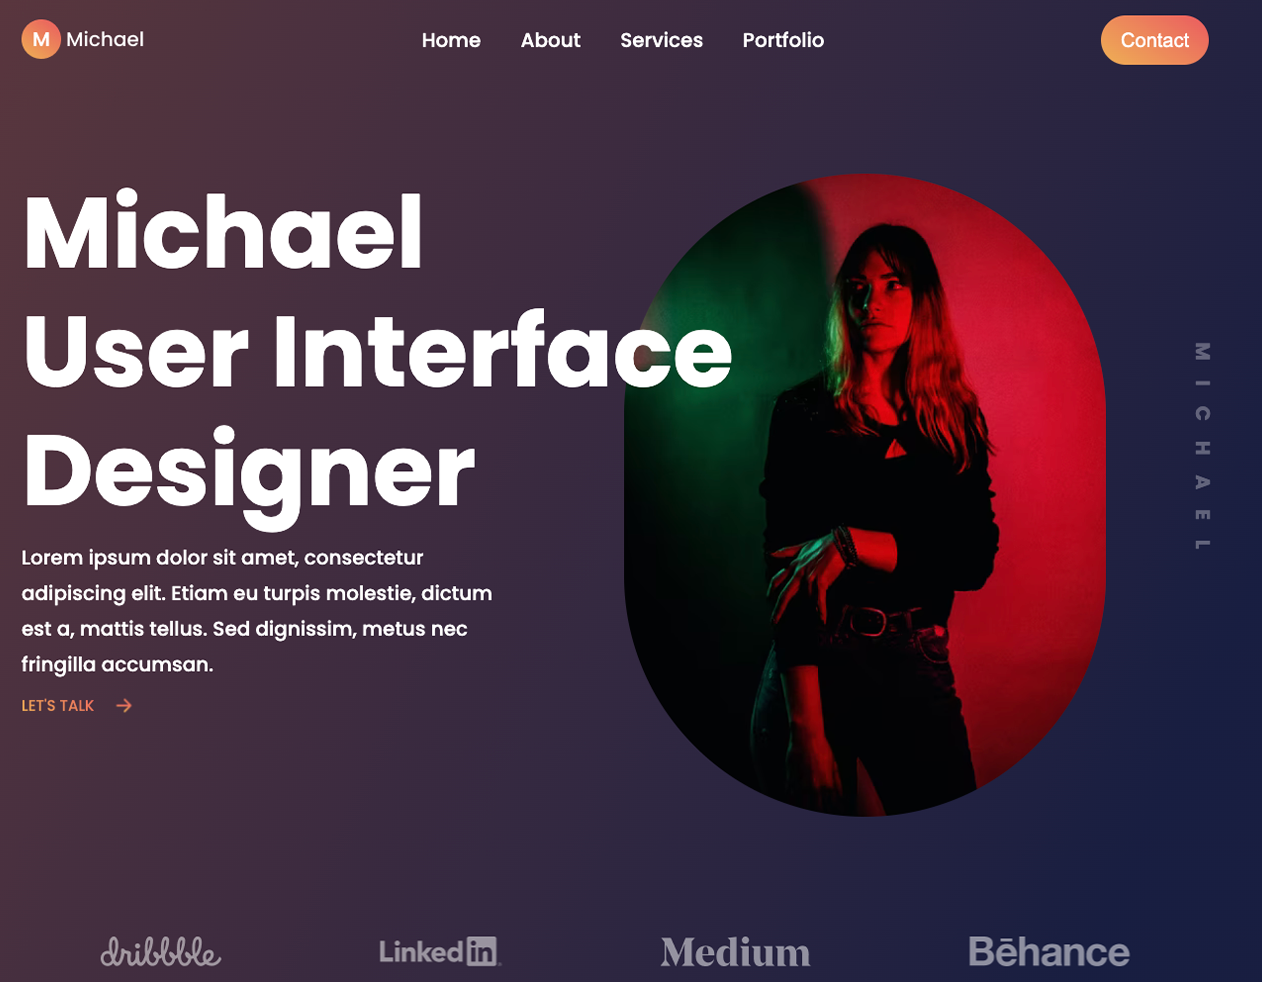 M Michael
Home About Services Portfolio
Contact
Michael
User Interface
Designer
Lorem ipsum dolor sit amet, consectetur
adipiscing elit. Etiam eu turpis molestie, dictum
est a, mattis tellus. Sed dignissim, metus nec
fringilla accumsan.
LET'S TALK
MICHAEL
dribbble
Linked in
Medium
Bēhance